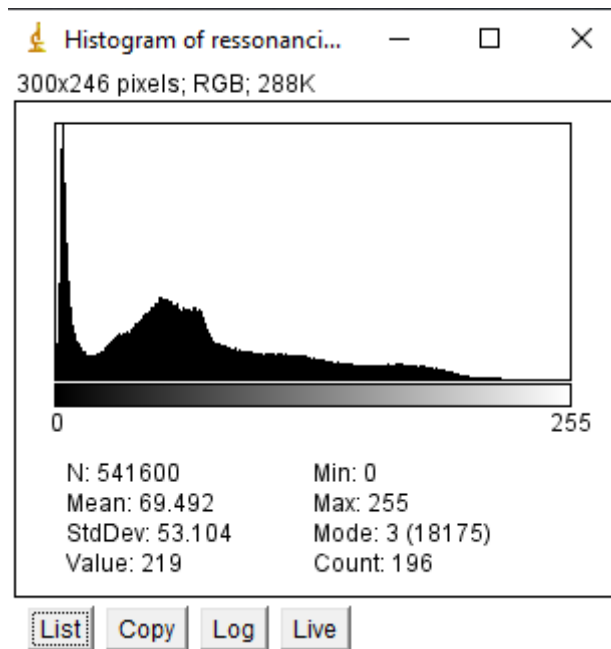 Histogram of ressonanci...
300x246 pixels; RGB; 288K
0 255
N: 541600 Min: 0
Mean: 69.492 Max: 255
StdDev: 53.104 Mode: 3 (18175)
Value: 219 Count: 196
List Copy Log Live